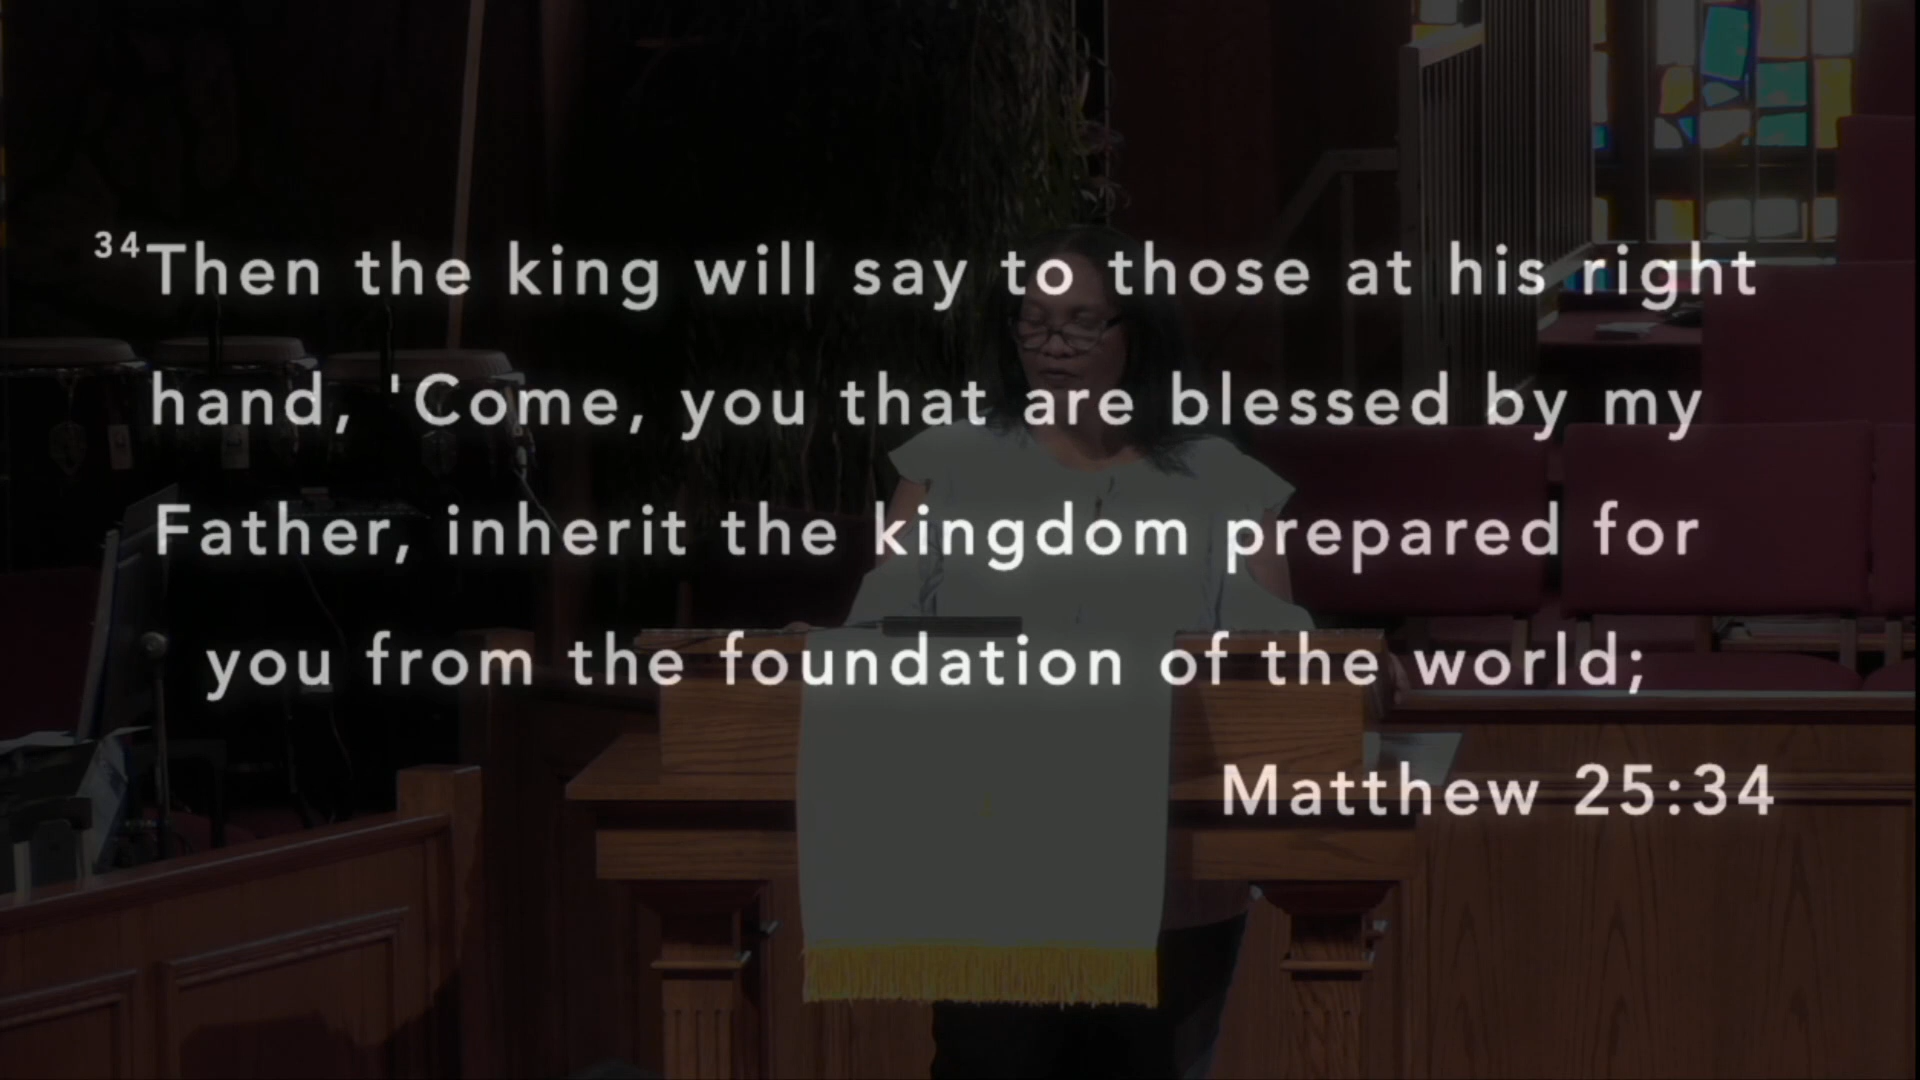 34Then the king will say to those at his right
hand, 'Come, you that are blessed by my
Father, inherit the kingdom prepared for
you from the foundation of the world;
Matthew 25:34